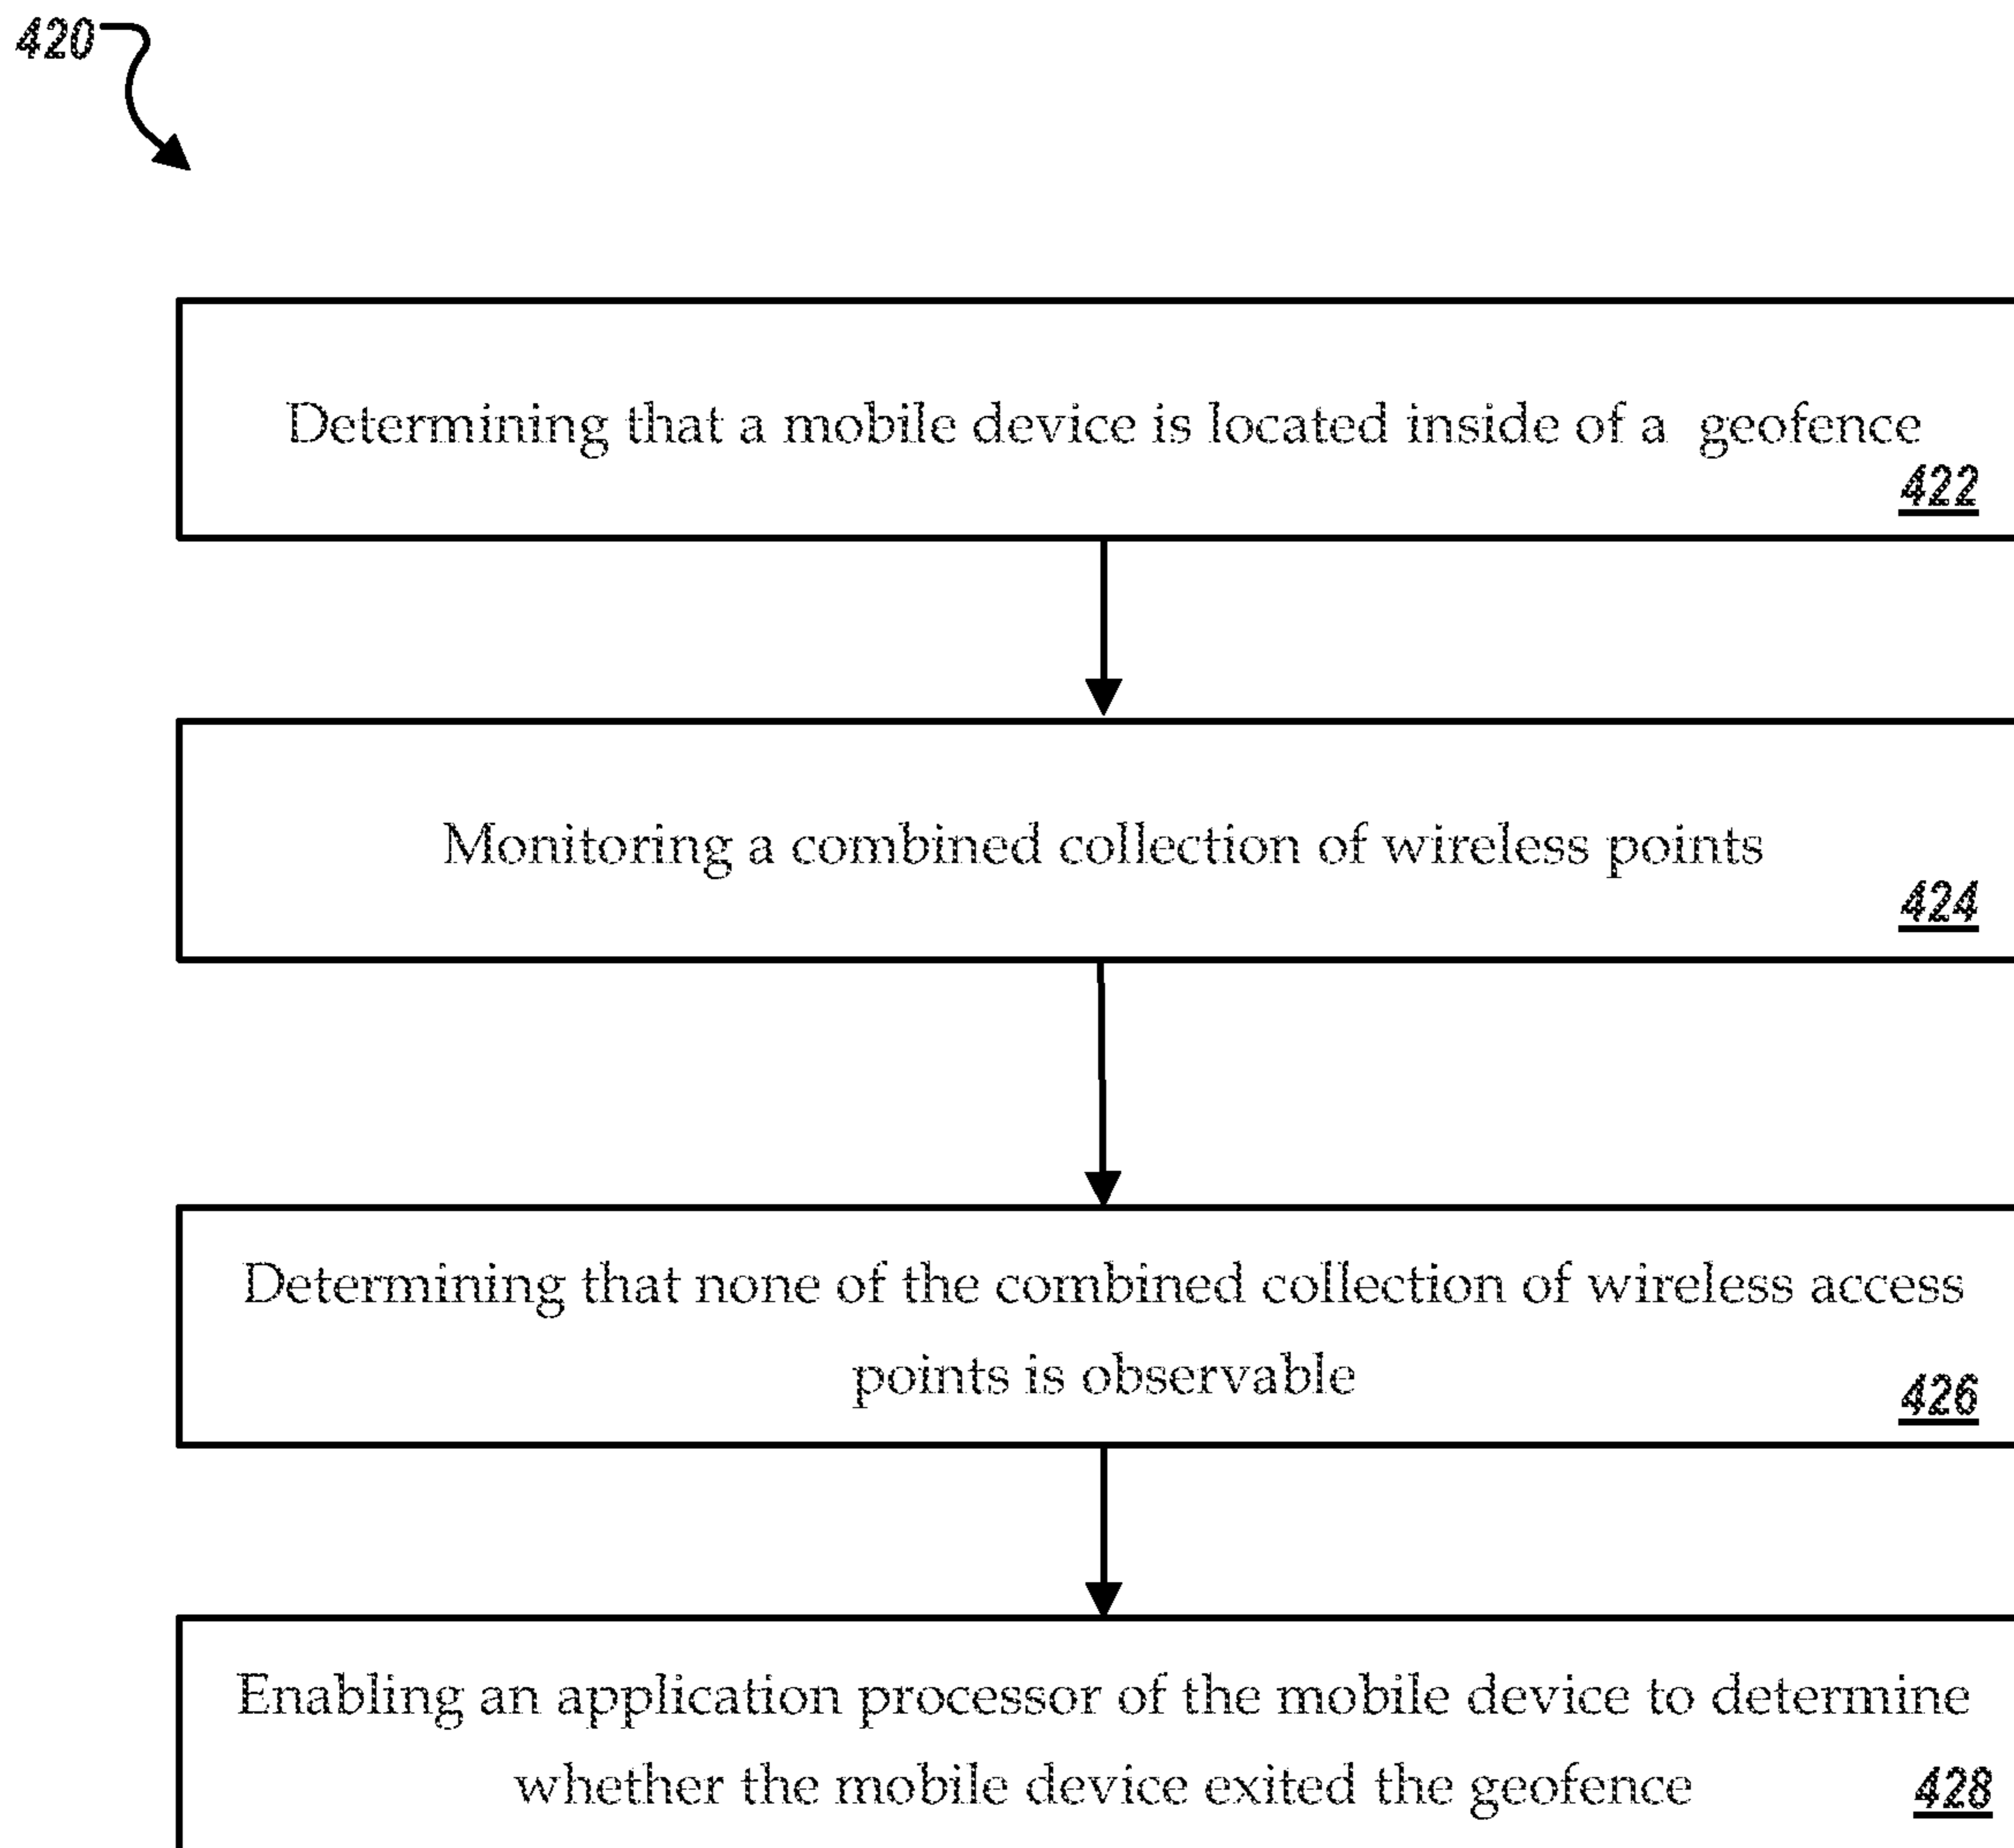 420
Determining that a mobile device is located inside of a geofence
422
Monitoring a combined collection of wireless points
424
Determining that none of the combined collection of wireless access
points is observable
426
Enabling an application processor of the mobile device to determine
whether the mobile device exited the geofence
428